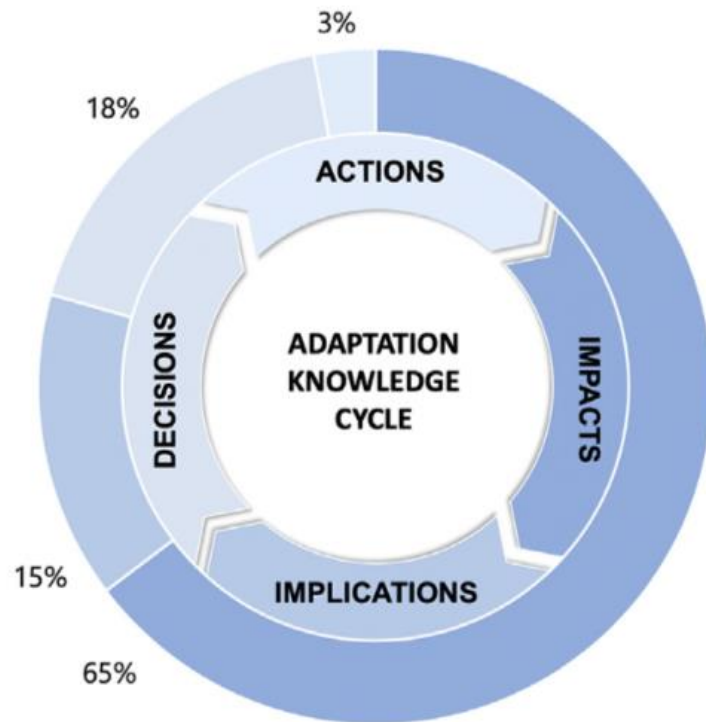 3%
18%
ACTIONS
ADAPTATION
KNOWLEDGE
CYCLE
DECISIONS
IMPACTS
IMPLICATIONS
15%
65%